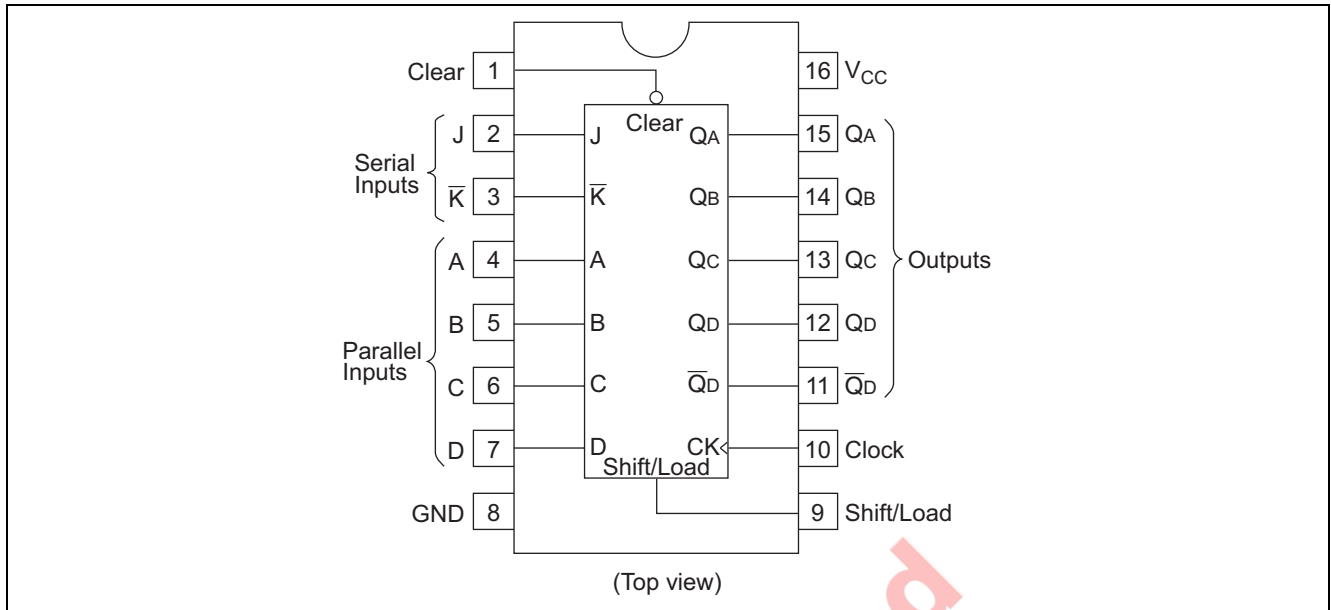 Clear 1
J 2
K̅ 3
Serial
Inputs
A 4
B 5
C 6
D 7
Parallel
Inputs
GND 8
Clear
J
K̅
A
B
C
D
QA
QB
QC
QD
Q̅D
CK
Shift/Load
16 VCC
15 QA
14 QB
13 QC
12 QD
11 Q̅D
Outputs
10 Clock
9 Shift/Load
(Top view)
d